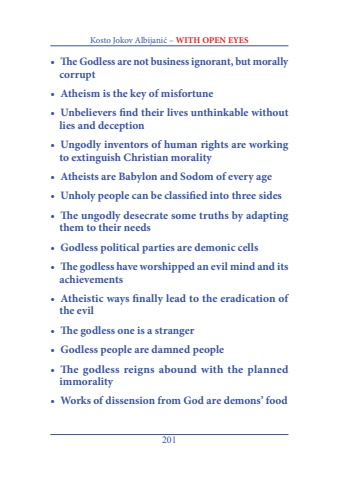 Kosto Jokov Albijanić – WITH OPEN EYES
• The Godless are not business ignorant, but morally
corrupt
• Atheism is the key of misfortune
• Unbelievers find their lives unthinkable without
lies and deception
• Ungodly inventors of human rights are working
to extinguish Christian morality
• Atheists are Babylon and Sodom of every age
• Unholy people can be classified into three sides
• The ungodly desecrate some truths by adapting
them to their needs
• Godless political parties are demonic cells
• The godless have worshipped an evil mind and its
achievements
• Atheistic ways finally lead to the eradication of
the evil
• The godless one is a stranger
• Godless people are damned people
• The godless reigns abound with the planned
immorality
• Works of dissension from God are demons’ food
201